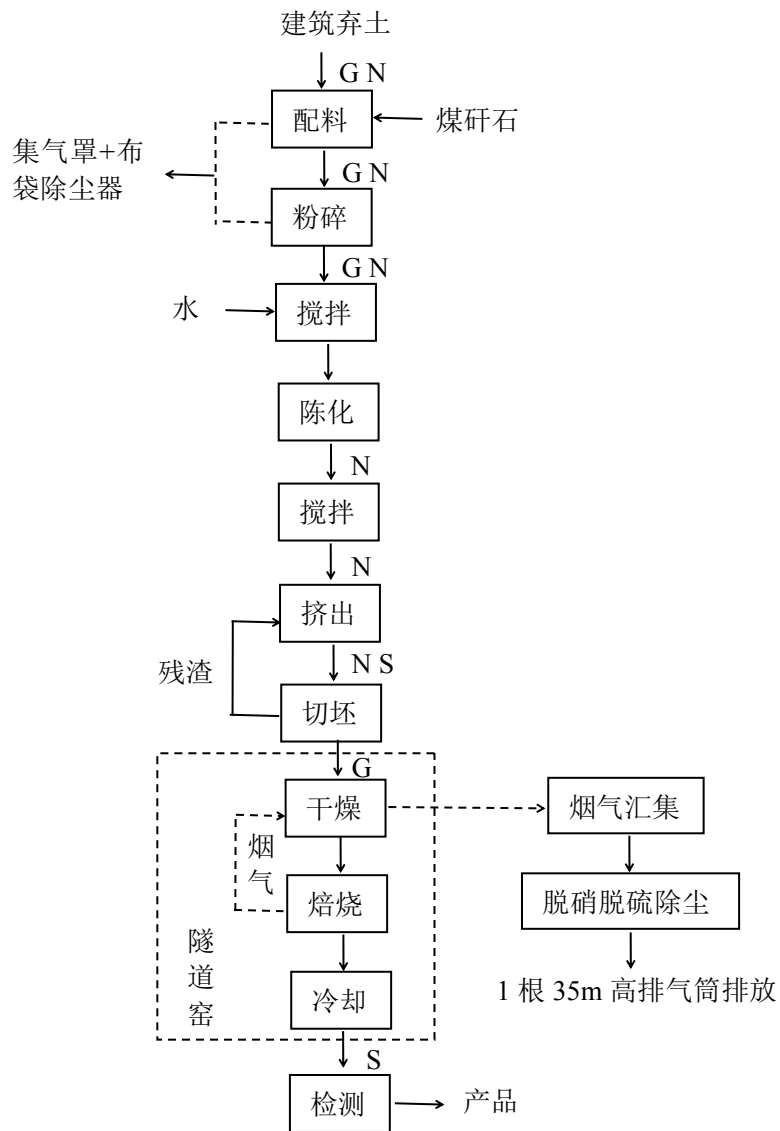 建筑弃土
G N
配料
煤矸石
集气罩+布
袋除尘器
G N
粉碎
G N
水
搅拌
陈化
N
搅拌
N
挤出
残渣
N S
切坯
G
干燥
烟气汇集
烟
气
焙烧
脱硝脱硫除尘
隧
道
窑
冷却
1 根 35m 高排气筒排放
S
检测
产品